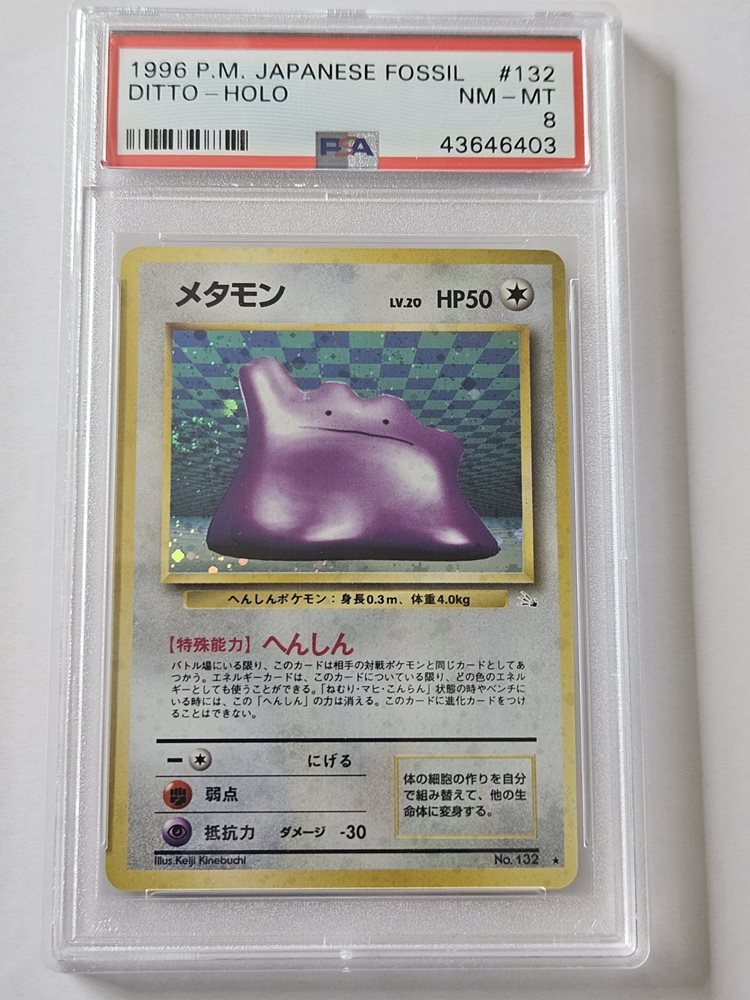 1996 P.M. JAPANESE FOSSIL #132
DITTO - HOLO NM - MT
8
PSA 43646403
メタモン LV.20 HP50
へんしんポケモン：身長0.3m、体重4.0kg
【特殊能力】へんしん
バトル場にいる限り、このカードは相手の対戦ポケモンと同じカードとしてあ
つかう。エネルギーカードは、このカードについている限り、どの色のエネル
ギーとしても使うことができる。「ねむり・マヒ・こんらん」状態の時やベンチに
いる時には、この「へんしん」の力は消える。このカードに進化カードをつけ
ることはできない。
にげる
弱点
抵抗力 ダメージ -30
体の細胞の作りを自分
で組み替えて、他の生
命体に変身する。
Illus.Keiji Kinebuchi No.132 ★